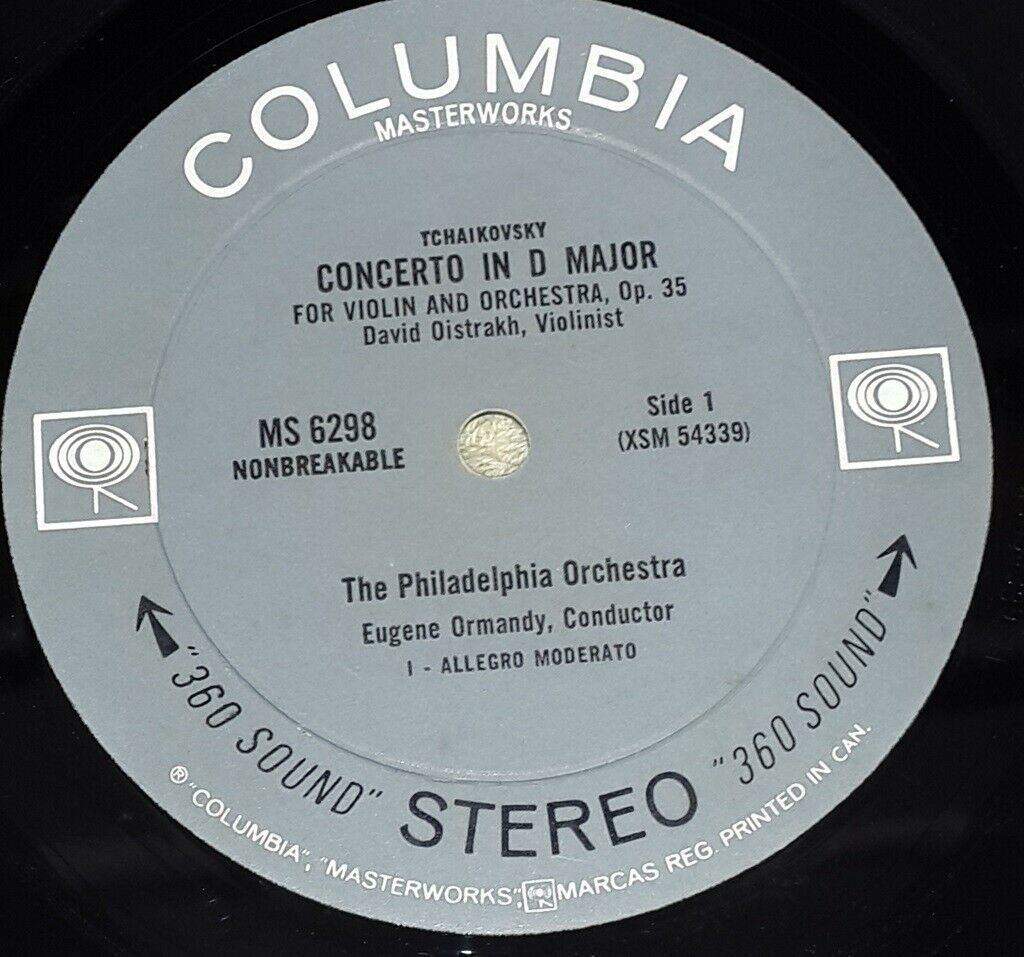 COLUMBIA
MASTERWORKS
TCHAIKOVSKY
CONCERTO IN D MAJOR
FOR VIOLIN AND ORCHESTRA, Op. 35
David Oistrakh, Violinist
MS 6298
NONBREAKABLE
Side 1
(XSM 54339)
The Philadelphia Orchestra
Eugene Ormandy, Conductor
I - ALLEGRO MODERATO
"360 SOUND" STEREO "360 SOUND"
® "COLUMBIA", "MASTERWORKS", MARCAS REG. PRINTED IN CAN.